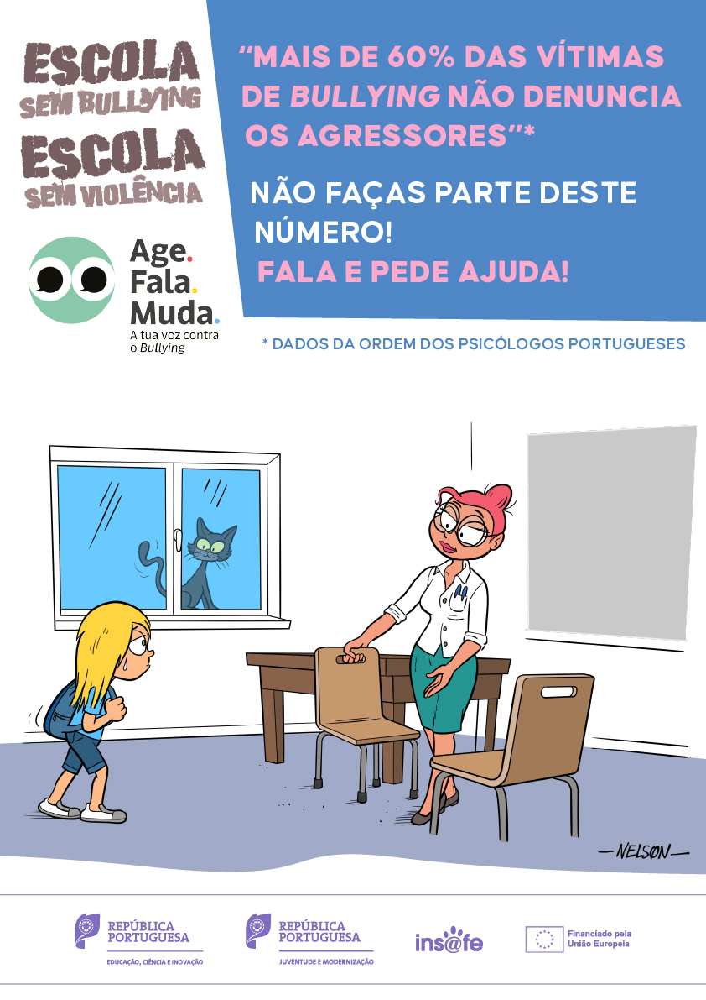 ESCOLA
SEM BULLYING
ESCOLA
SEM VIOLÊNCIA
Age.
Fala.
Muda.
A tua voz contra
o Bullying
“MAIS DE 60% DAS VÍTIMAS
DE BULLYING NÃO DENUNCIA
OS AGRESSORES”*
NÃO FAÇAS PARTE DESTE
NÚMERO!
FALA E PEDE AJUDA!
* DADOS DA ORDEM DOS PSICÓLOGOS PORTUGUESES
NELSON
REPÚBLICA
PORTUGUESA
EDUCAÇÃO, CIÊNCIA E INOVAÇÃO
REPÚBLICA
PORTUGUESA
JUVENTUDE E MODERNIZAÇÃO
ins@fe
Financiado pela
União Europeia